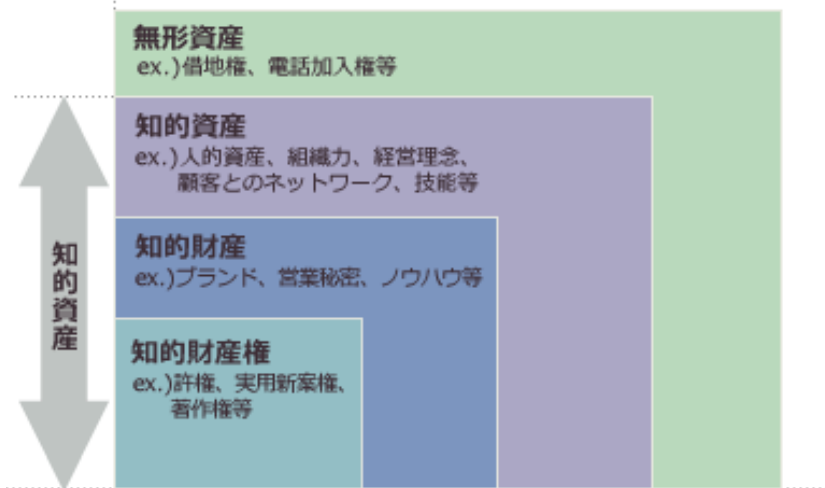 無形資産
ex.)借地権、電話加入権等
知的資産
ex.)人的資産、組織力、経営理念、
顧客とのネットワーク、技能等
知的財産
ex.)ブランド、営業秘密、ノウハウ等
知的財産権
ex.)許権、実用新案権、
著作権等
知的資産